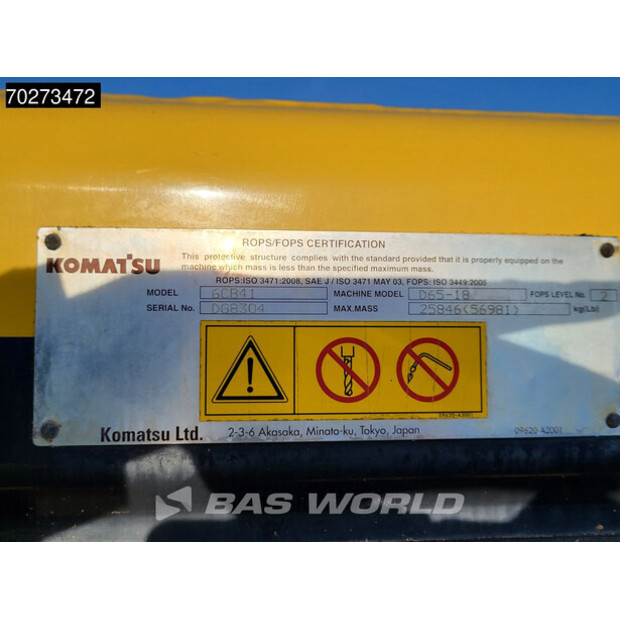 70273472
ROPS/FOPS CERTIFICATION
KOMATSU
This protective structure complies with the standard provided that it is properly equipped on the
machine which mass is less than the specified maximum mass.
ROPS:ISO 3471:2008, SAE J / ISO 3471 MAY 03, FOPS: ISO 3449:2005
MODEL 6CB41 MACHINE MODEL D65-18 FOPS LEVEL No. 2
SERIAL No. DG8304 MAX.MASS 25846(56981) kg(Lb)
09620-A2001
Komatsu Ltd. 2-3-6 Akasaka, Minato-ku, Tokyo, Japan 09620-A2001
BAS WORLD